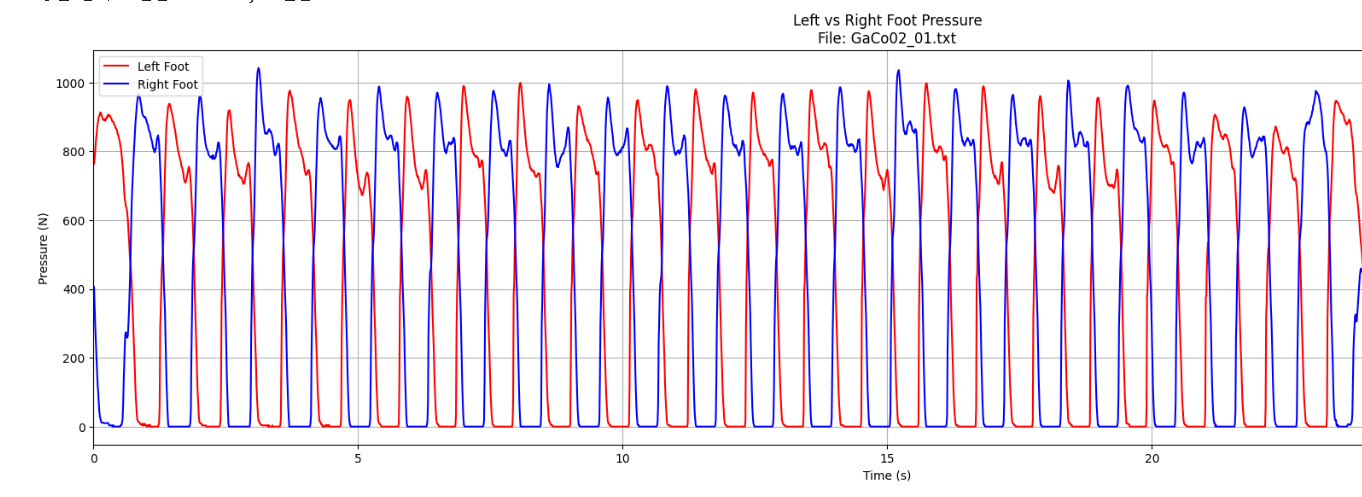 Left vs Right Foot Pressure
File: GaCo02_01.txt
Left Foot
Right Foot
1000
800
600
400
200
0
Pressure (N)
0
5
10
15
20
Time (s)